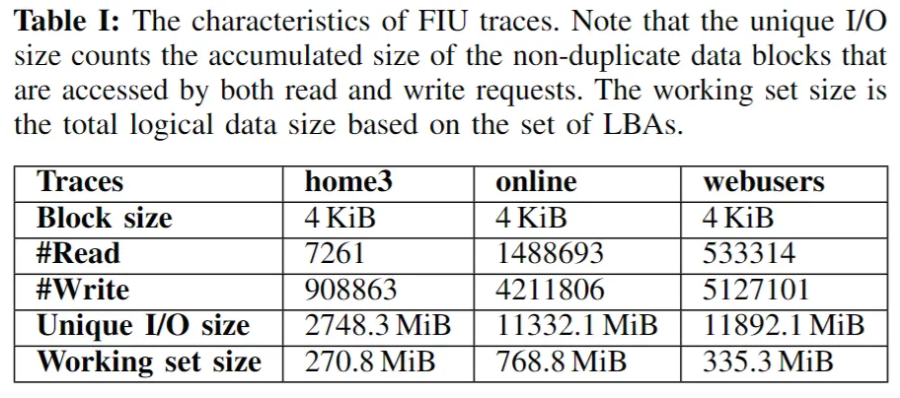 Table I: The characteristics of FIU traces. Note that the unique I/O
size counts the accumulated size of the non-duplicate data blocks that
are accessed by both read and write requests. The working set size is
the total logical data size based on the set of LBAs.
Traces home3 online webusers
Block size 4 KiB 4 KiB 4 KiB
#Read 7261 1488693 533314
#Write 908863 4211806 5127101
Unique I/O size 2748.3 MiB 11332.1 MiB 11892.1 MiB
Working set size 270.8 MiB 768.8 MiB 335.3 MiB